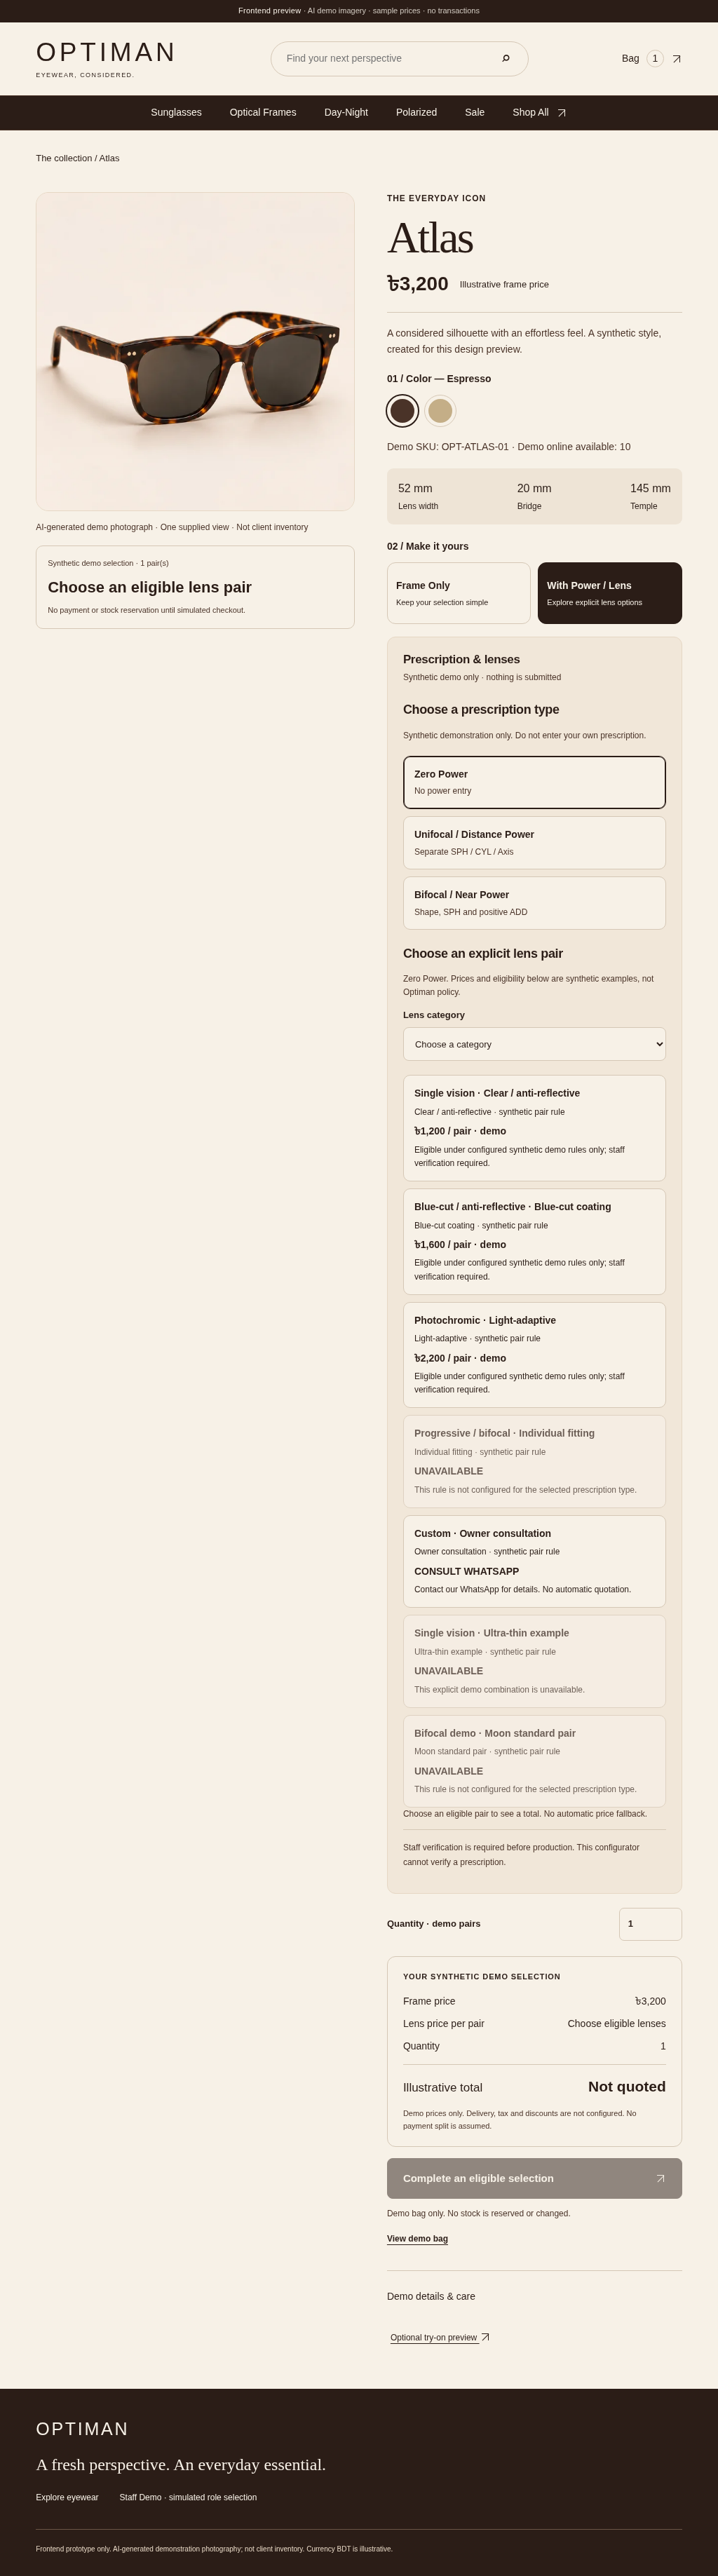 Frontend preview · AI demo imagery · sample prices · no transactions
OPTIMAN
EYEWEAR, CONSIDERED.
Find your next perspective
Bag 1
Sunglasses Optical Frames Day-Night Polarized Sale Shop All
The collection / Atlas
AI-generated demo photograph · One supplied view · Not client inventory
Synthetic demo selection · 1 pair(s)
Choose an eligible lens pair
No payment or stock reservation until simulated checkout.
THE EVERYDAY ICON
Atlas
৳3,200 Illustrative frame price
A considered silhouette with an effortless feel. A synthetic style,
created for this design preview.
01 / Color — Espresso
Demo SKU: OPT-ATLAS-01 · Demo online available: 10
52 mm 20 mm 145 mm
Lens width Bridge Temple
02 / Make it yours
Frame Only With Power / Lens
Keep your selection simple Explore explicit lens options
Prescription & lenses
Synthetic demo only · nothing is submitted
Choose a prescription type
Synthetic demonstration only. Do not enter your own prescription.
Zero Power
No power entry
Unifocal / Distance Power
Separate SPH / CYL / Axis
Bifocal / Near Power
Shape, SPH and positive ADD
Choose an explicit lens pair
Zero Power. Prices and eligibility below are synthetic examples, not
Optiman policy.
Lens category
Choose a category
Single vision · Clear / anti-reflective
Clear / anti-reflective · synthetic pair rule
৳1,200 / pair · demo
Eligible under configured synthetic demo rules only; staff
verification required.
Blue-cut / anti-reflective · Blue-cut coating
Blue-cut coating · synthetic pair rule
৳1,600 / pair · demo
Eligible under configured synthetic demo rules only; staff
verification required.
Photochromic · Light-adaptive
Light-adaptive · synthetic pair rule
৳2,200 / pair · demo
Eligible under configured synthetic demo rules only; staff
verification required.
Progressive / bifocal · Individual fitting
Individual fitting · synthetic pair rule
UNAVAILABLE
This rule is not configured for the selected prescription type.
Custom · Owner consultation
Owner consultation · synthetic pair rule
CONSULT WHATSAPP
Contact our WhatsApp for details. No automatic quotation.
Single vision · Ultra-thin example
Ultra-thin example · synthetic pair rule
UNAVAILABLE
This explicit demo combination is unavailable.
Bifocal demo · Moon standard pair
Moon standard pair · synthetic pair rule
UNAVAILABLE
This rule is not configured for the selected prescription type.
Choose an eligible pair to see a total. No automatic price fallback.
Staff verification is required before production. This configurator
cannot verify a prescription.
Quantity · demo pairs 1
YOUR SYNTHETIC DEMO SELECTION
Frame price ৳3,200
Lens price per pair Choose eligible lenses
Quantity 1
Illustrative total Not quoted
Demo prices only. Delivery, tax and discounts are not configured. No
payment split is assumed.
Complete an eligible selection
Demo bag only. No stock is reserved or changed.
View demo bag
Demo details & care
Optional try-on preview
OPTIMAN
A fresh perspective. An everyday essential.
Explore eyewear Staff Demo · simulated role selection
Frontend prototype only. AI-generated demonstration photography; not client inventory. Currency BDT is illustrative.